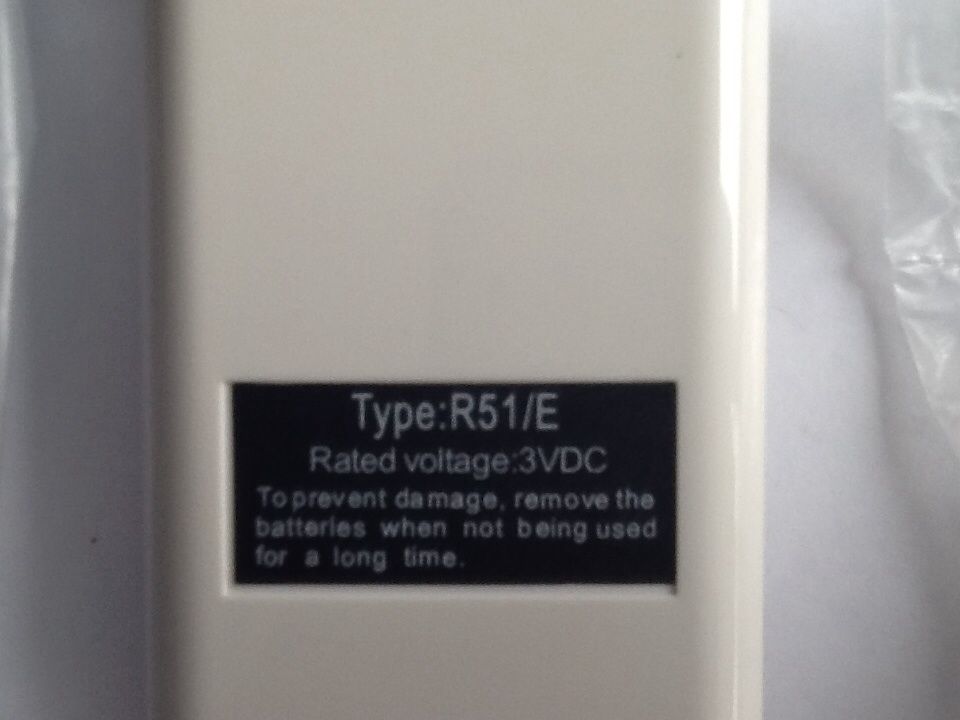 Type:R51/E
Rated voltage:3VDC
To prevent damage, remove the
batteries when not being used
for a long time.